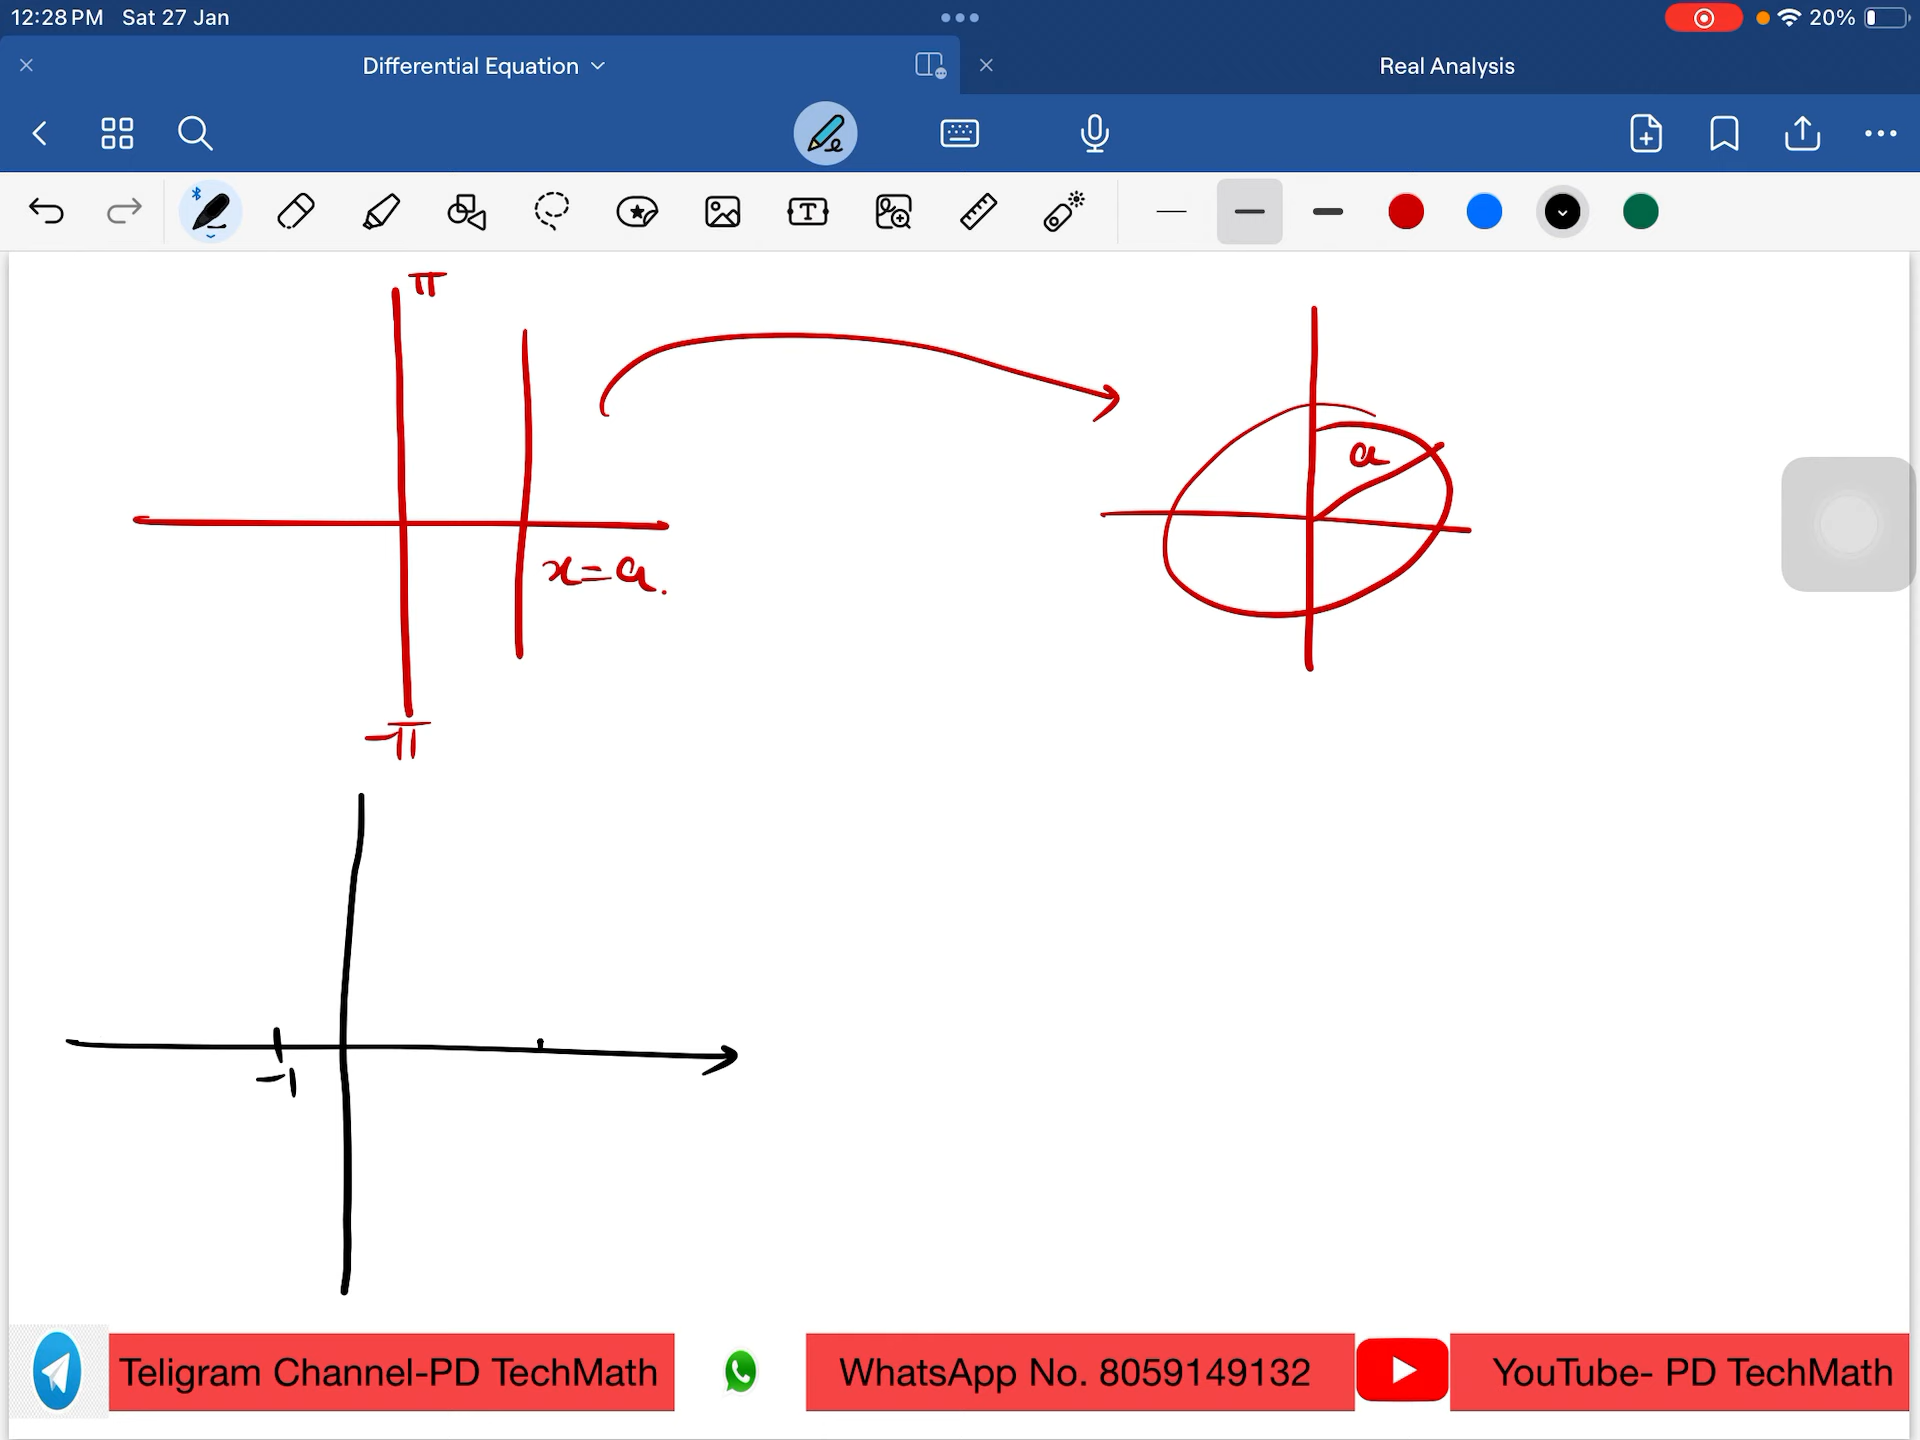 12:28 PM Sat 27 Jan
20%
Differential Equation
Real Analysis
π
a
x=a.
-π
-1
Teligram Channel-PD TechMath
WhatsApp No. 8059149132
YouTube- PD TechMath